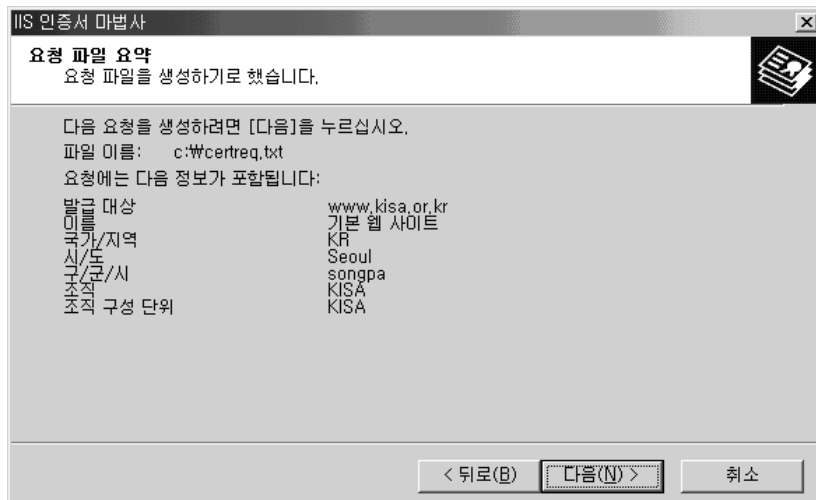 IIS 인증서 마법사
요청 파일 요약
요청 파일을 생성하기로 했습니다.
다음 요청을 생성하려면 [다음]을 누르십시오.
파일 이름: c:₩certreq.txt
요청에는 다음 정보가 포함됩니다:
발급 대상 www.kisa.or.kr
이름 기본 웹 사이트
국가/지역 KR
시/도 Seoul
구/군/시 songpa
조직 KISA
조직 구성 단위 KISA
< 뒤로(B) 다음(N) > 취소